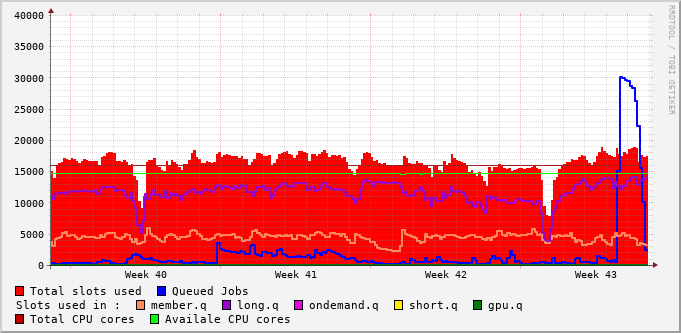 40000
35000
30000
25000
20000
15000
10000
5000
0
Week 40 Week 41 Week 42 Week 43
RRDTOOL / TOBI OETIKER
Total slots used Queued Jobs
Slots used in : member.q long.q ondemand.q short.q gpu.q
Total CPU cores Availale CPU cores